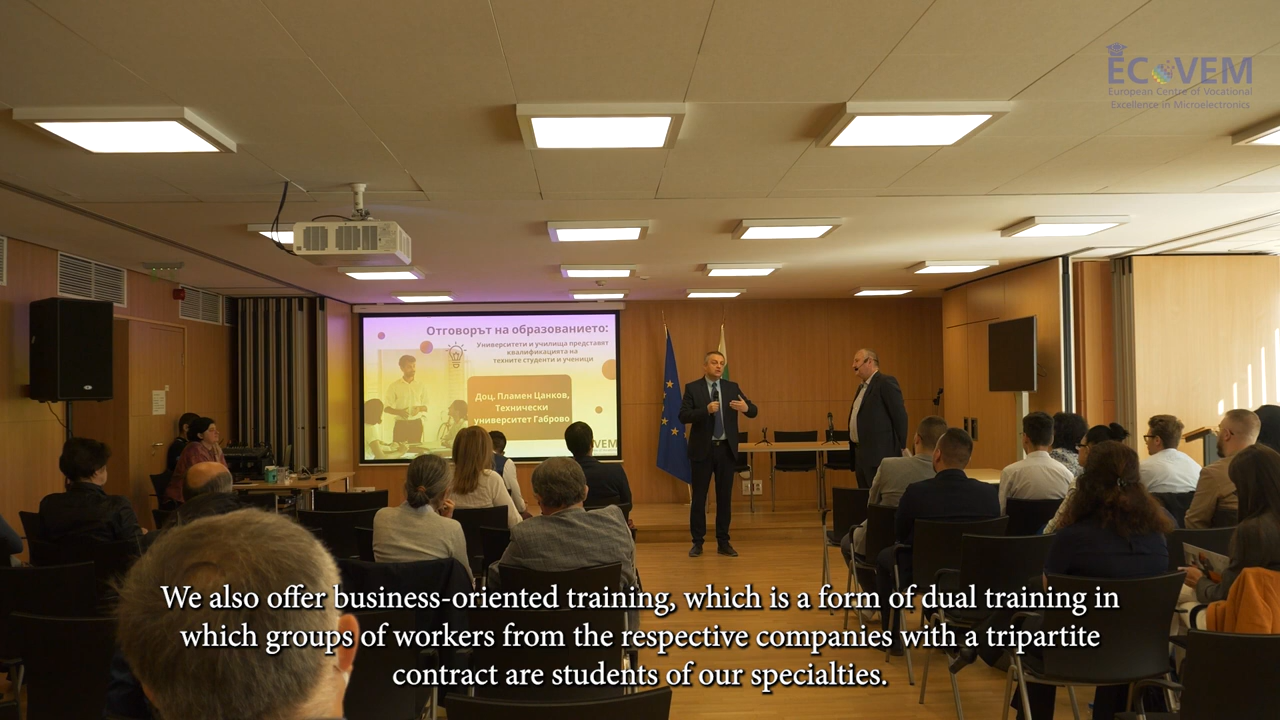 ECOVEM
European Centre of Vocational
Excellence in Microelectronics
Отговорът на образованието:
Университети и училища представят
квалификацията на
техните студенти и ученици
Доц. Пламен Цанков,
Технически
университет Габрово
VEM
We also offer business-oriented training, which is a form of dual training in
which groups of workers from the respective companies with a tripartite
contract are students of our specialties.